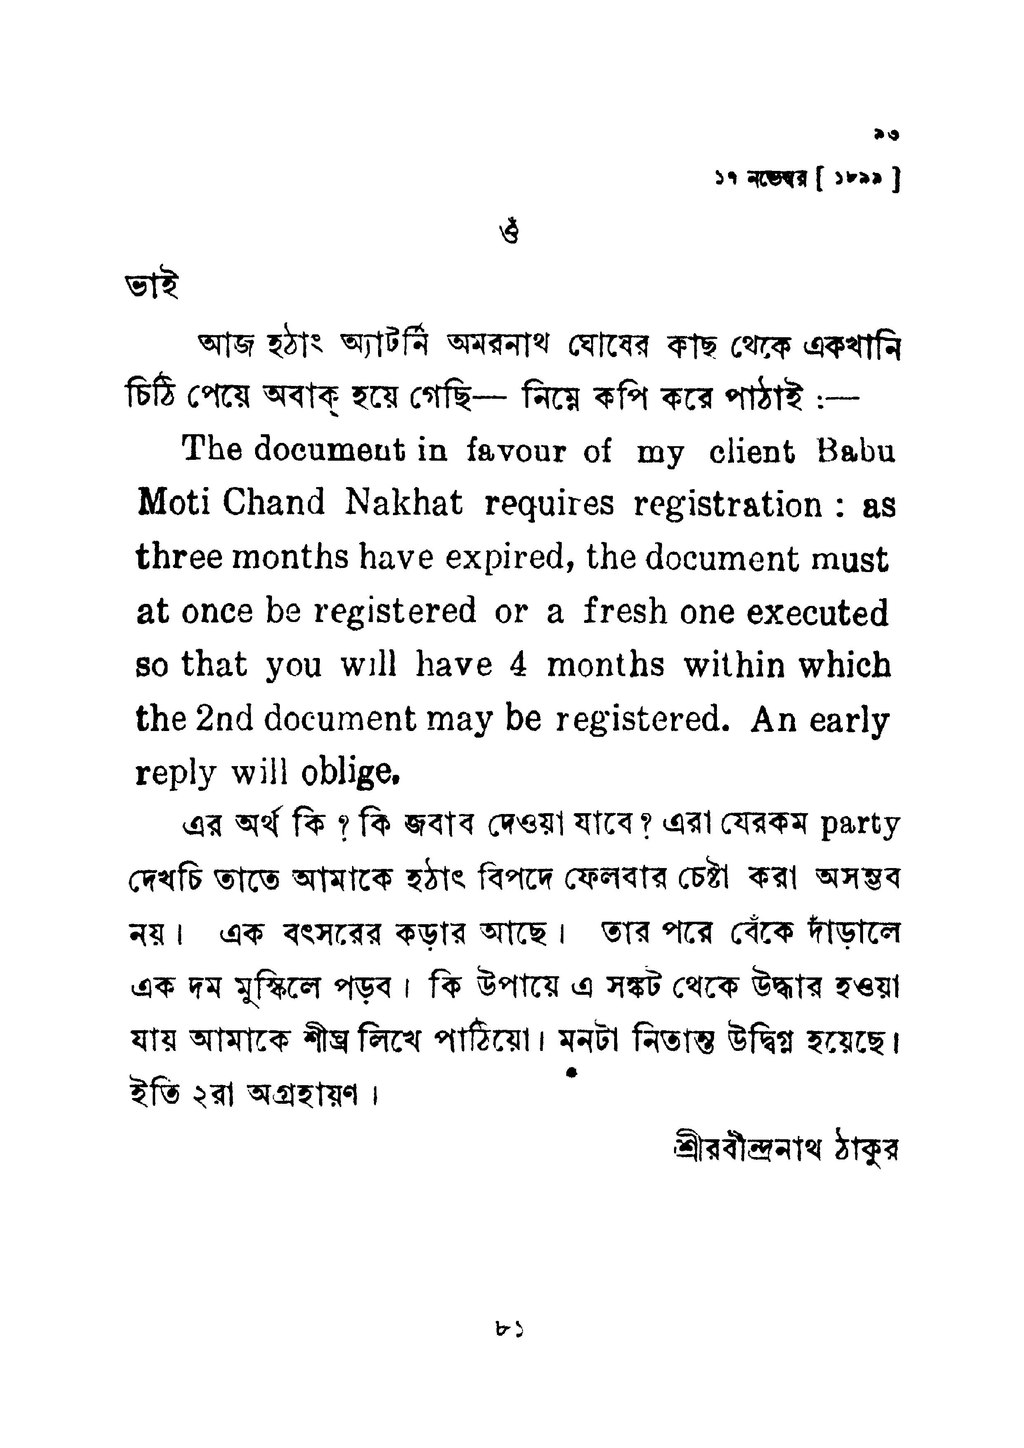 ৯৩
১৭ নভেম্বর [ ১৮৯৯ ]
ওঁ
ভাই
আজ হঠাৎ অ্যাটর্নি অমরনাথ ঘোষের কাছ থেকে একখানি
চিঠি পেয়ে অবাক্ হয়ে গেছি— নিম্নে কপি করে পাঠাই :—
The document in favour of my client Babu
Moti Chand Nakhat requires registration : as
three months have expired, the document must
at once be registered or a fresh one executed
so that you will have 4 months within which
the 2nd document may be registered. An early
reply will oblige.
এর অর্থ কি ? কি জবাব দেওয়া যাবে? এরা যেরকম party
দেখচি তাতে আমাকে হঠাৎ বিপদে ফেলবার চেষ্টা করা অসম্ভব
নয়। এক বৎসরের কড়ার আছে। তার পরে বেঁকে দাঁড়ালে
এক দম মুস্কিলে পড়ব। কি উপায়ে এ সঙ্কট থেকে উদ্ধার হওয়া
যায় আমাকে শীঘ্র লিখে পাঠিয়ো। মনটা নিতান্ত উদ্বিগ্ন হয়েছে।
ইতি ২রা অগ্রহায়ণ।
শ্রীরবীন্দ্রনাথ ঠাকুর
৮১